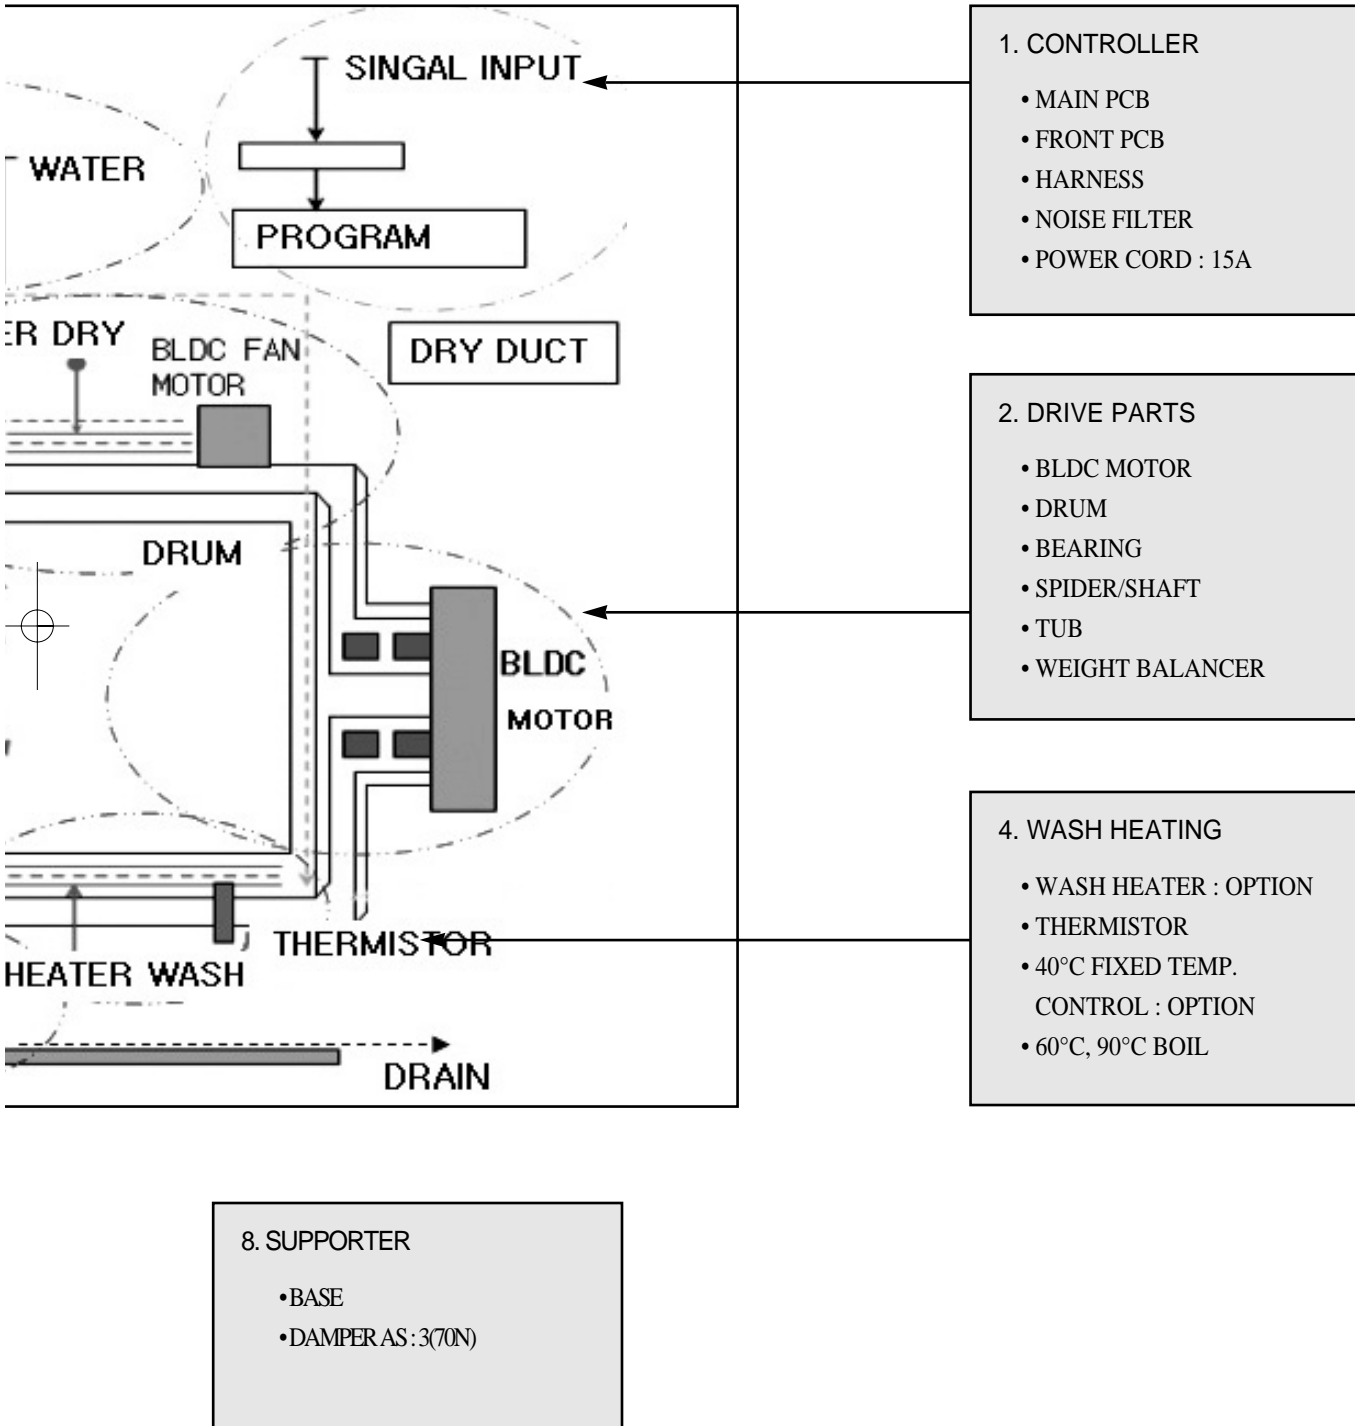 SINGAL INPUT
WATER
PROGRAM
ER DRY
BLDC FAN
MOTOR
DRY DUCT
DRUM
BLDC
MOTOR
THERMISTOR
HEATER WASH
DRAIN
1. CONTROLLER
• MAIN PCB
• FRONT PCB
• HARNESS
• NOISE FILTER
• POWER CORD : 15A
2. DRIVE PARTS
• BLDC MOTOR
• DRUM
• BEARING
• SPIDER/SHAFT
• TUB
• WEIGHT BALANCER
4. WASH HEATING
• WASH HEATER : OPTION
• THERMISTOR
• 40°C FIXED TEMP.
CONTROL : OPTION
• 60°C, 90°C BOIL
8. SUPPORTER
• BASE
• DAMPER AS : 3(70N)